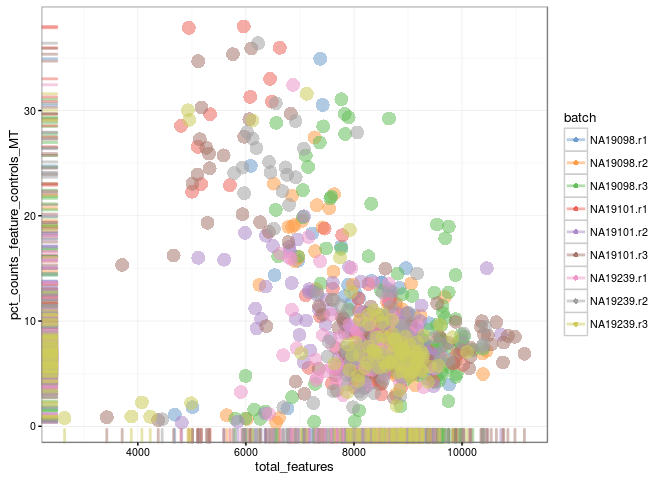 pct_counts_feature_controls_MT
30
20
10
0
4000
6000
8000
10000
total_features
batch
NA19098.r1
NA19098.r2
NA19098.r3
NA19101.r1
NA19101.r2
NA19101.r3
NA19239.r1
NA19239.r2
NA19239.r3